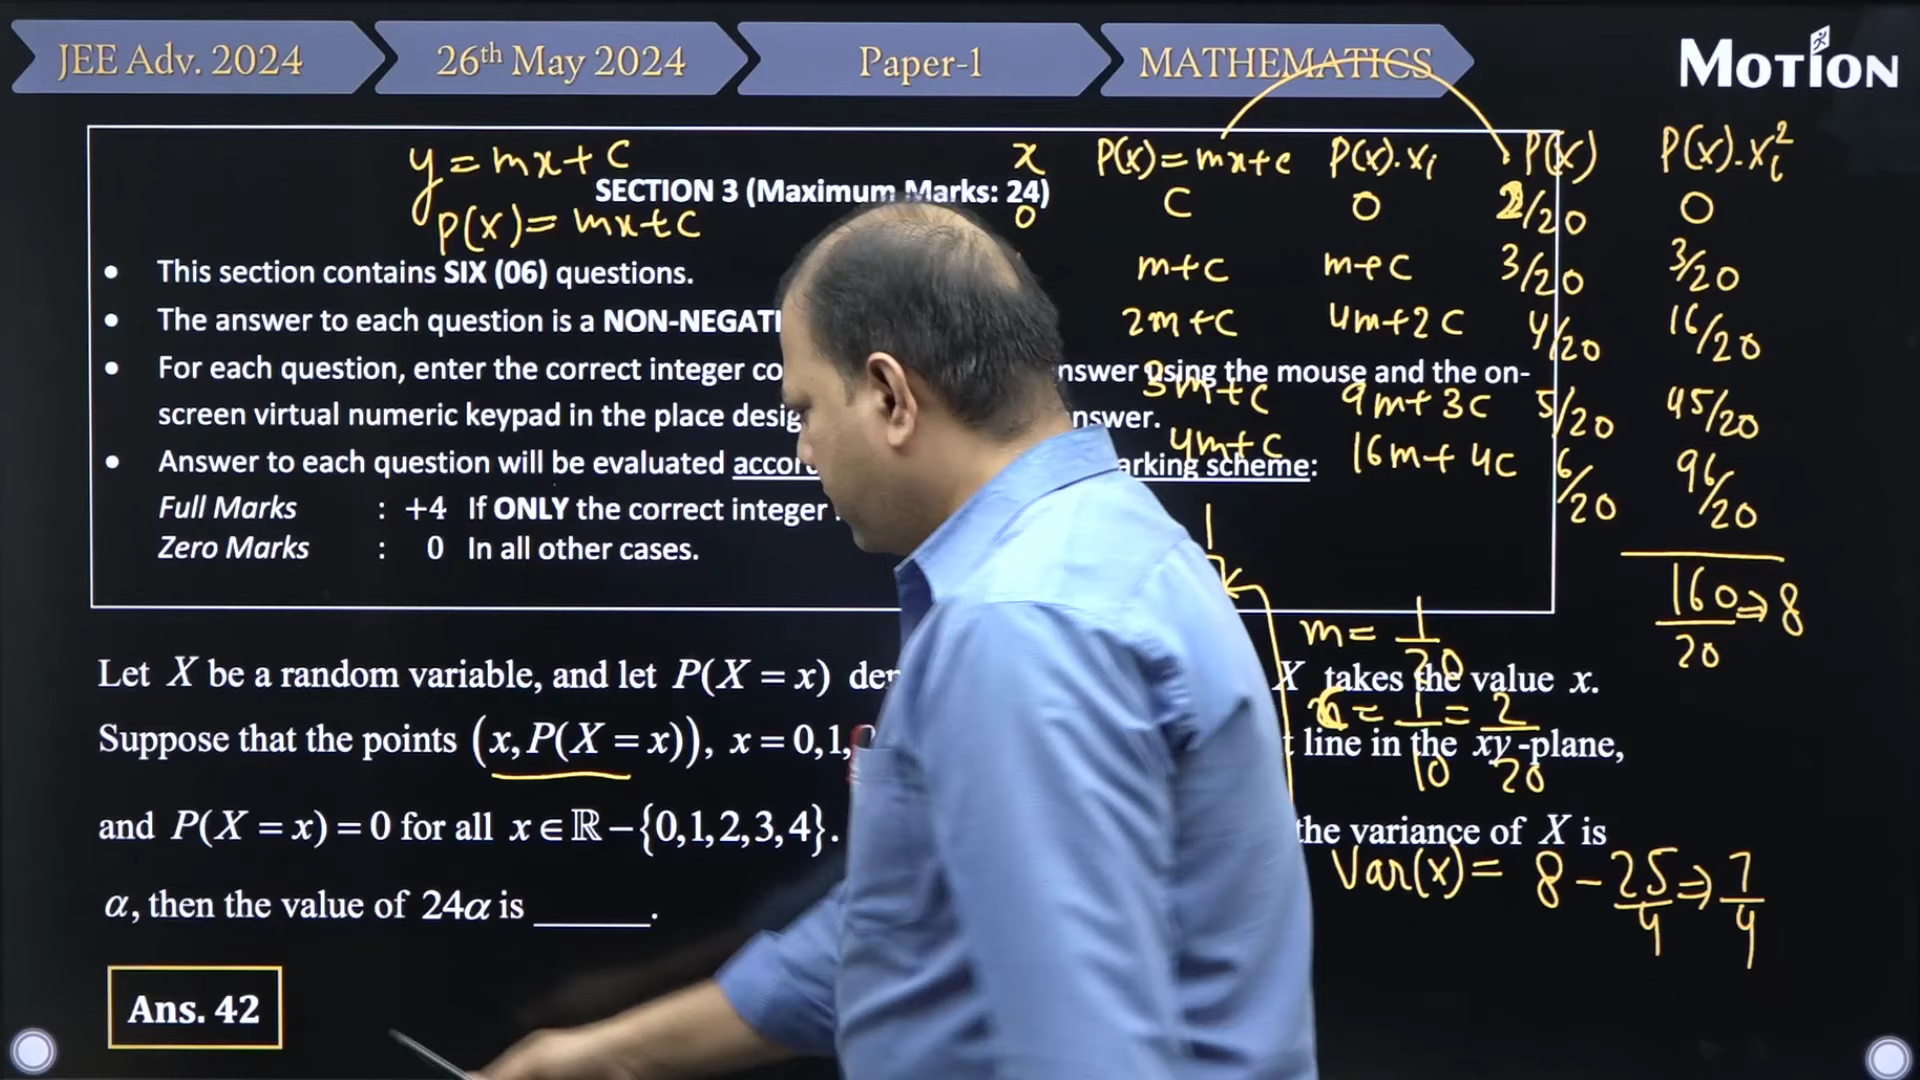 JEE Adv. 2024 26th May 2024 Paper-1 MATHEMATICS MOTION
y = mx + c
P(x) = mx + c
SECTION 3 (Maximum Marks: 24)
• This section contains SIX (06) questions.
• The answer to each question is a NON-NEGATI
• For each question, enter the correct integer co nswer using the mouse and the on-
screen virtual numeric keypad in the place desig nswer.
• Answer to each question will be evaluated accor arking scheme:
Full Marks : +4 If ONLY the correct integer
Zero Marks : 0 In all other cases.
x P(x) = mx+c P(x).xi P(x) P(x).xi²
0 c 0 2/20 0
m+c m+c 3/20 3/20
2m+c 4m+2c 4/20 16/20
3m+c 9m+3c 5/20 45/20
4m+c 16m+4c 6/20 96/20
1
160/20 ⇒ 8
m = 1/20
c = 1/10 = 2/20
Let X be a random variable, and let P(X = x) den X takes the value x.
Suppose that the points (x, P(X = x)), x = 0,1, line in the xy-plane,
and P(X = x) = 0 for all x ∈ ℝ − {0,1,2,3,4}. the variance of X is
α, then the value of 24α is ______.
Var(x) = 8 − 25/4 ⇒ 7/4
Ans. 42